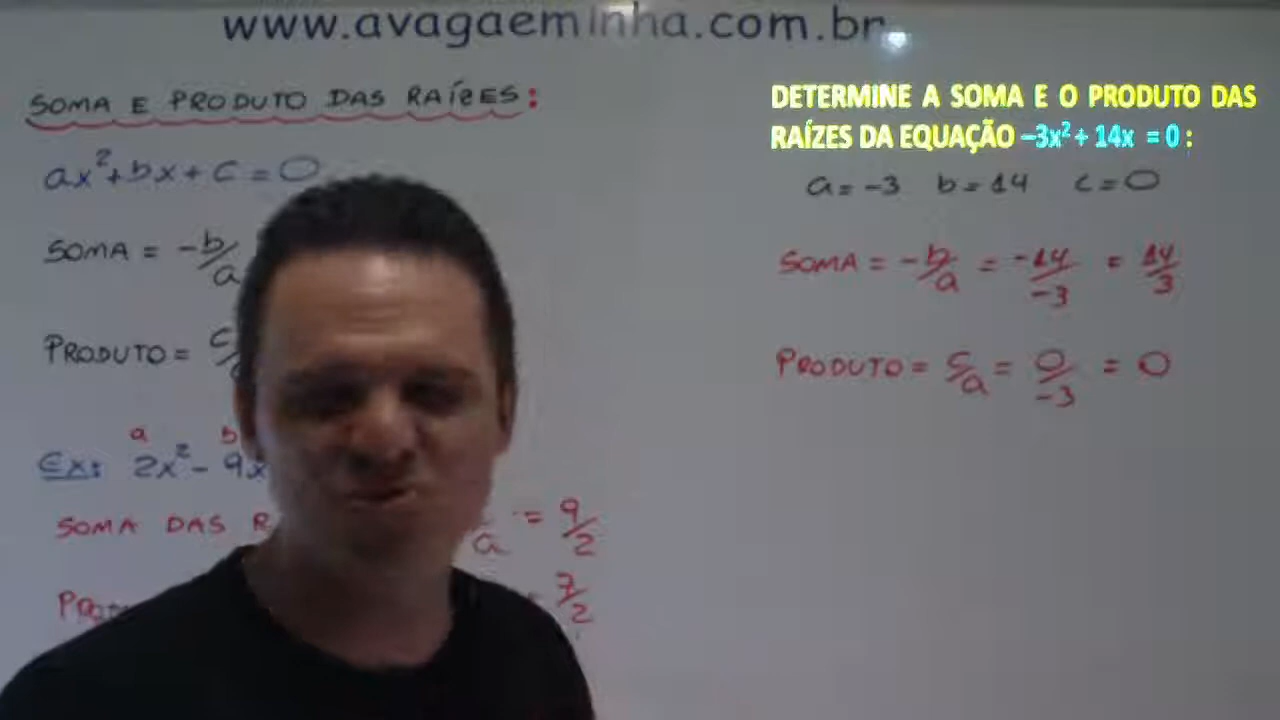 www.avagaeminha.com.br
SOMA E PRODUTO DAS RAÍZES:
ax²+bx+c=0
SOMA = -b/a
PRODUTO = c/
a b
Ex: 2x² - 9x
SOMA DAS R
a = 9/2
= 7/2
DETERMINE A SOMA E O PRODUTO DAS
RAÍZES DA EQUAÇÃO –3x² + 14x = 0 :
a = -3 b = 14 c = 0
SOMA = -b/a = -14/-3 = 14/3
PRODUTO = c/a = 0/-3 = 0